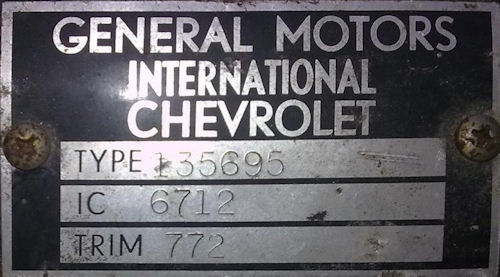 GENERAL MOTORS
INTERNATIONAL
CHEVROLET
TYPE 135695
IC 6712
TRIM 772